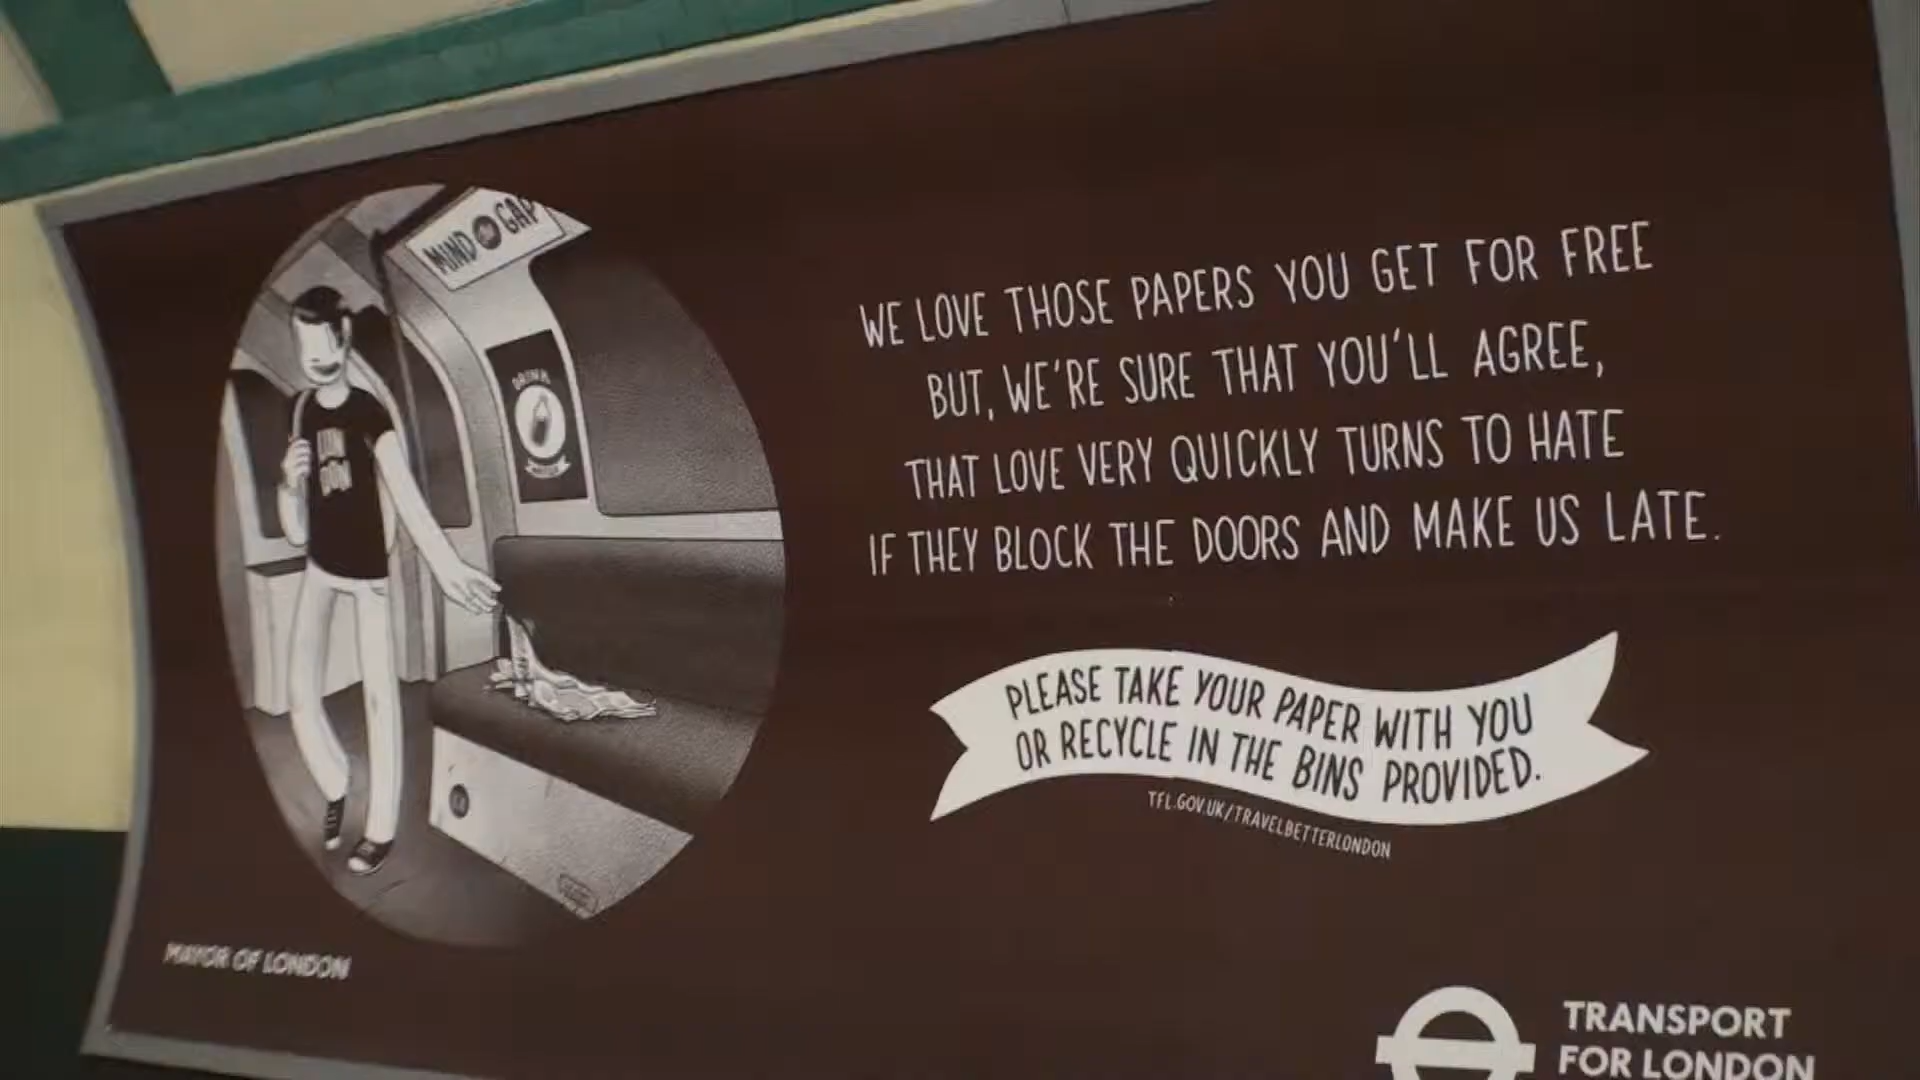 MIND THE GAP
DRINK
LON
DON
WE LOVE THOSE PAPERS YOU GET FOR FREE
BUT, WE'RE SURE THAT YOU'LL AGREE,
THAT LOVE VERY QUICKLY TURNS TO HATE
IF THEY BLOCK THE DOORS AND MAKE US LATE.
PLEASE TAKE YOUR PAPER WITH YOU
OR RECYCLE IN THE BINS PROVIDED.
TFL.GOV.UK/TRAVELBETTERLONDON
MAYOR OF LONDON
TRANSPORT
FOR LONDON